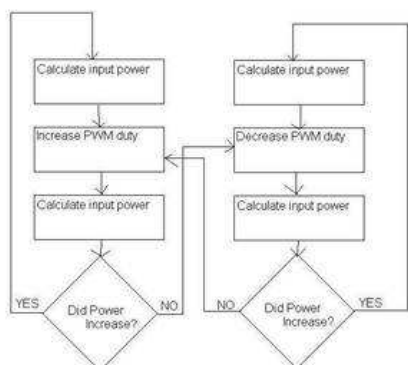 Calculate input power
Increase PWM duty
Calculate input power
Did Power
Increase?
YES
NO
Calculate input power
Decrease PWM duty
Calculate input power
Did Power
Increase?
NO
YES